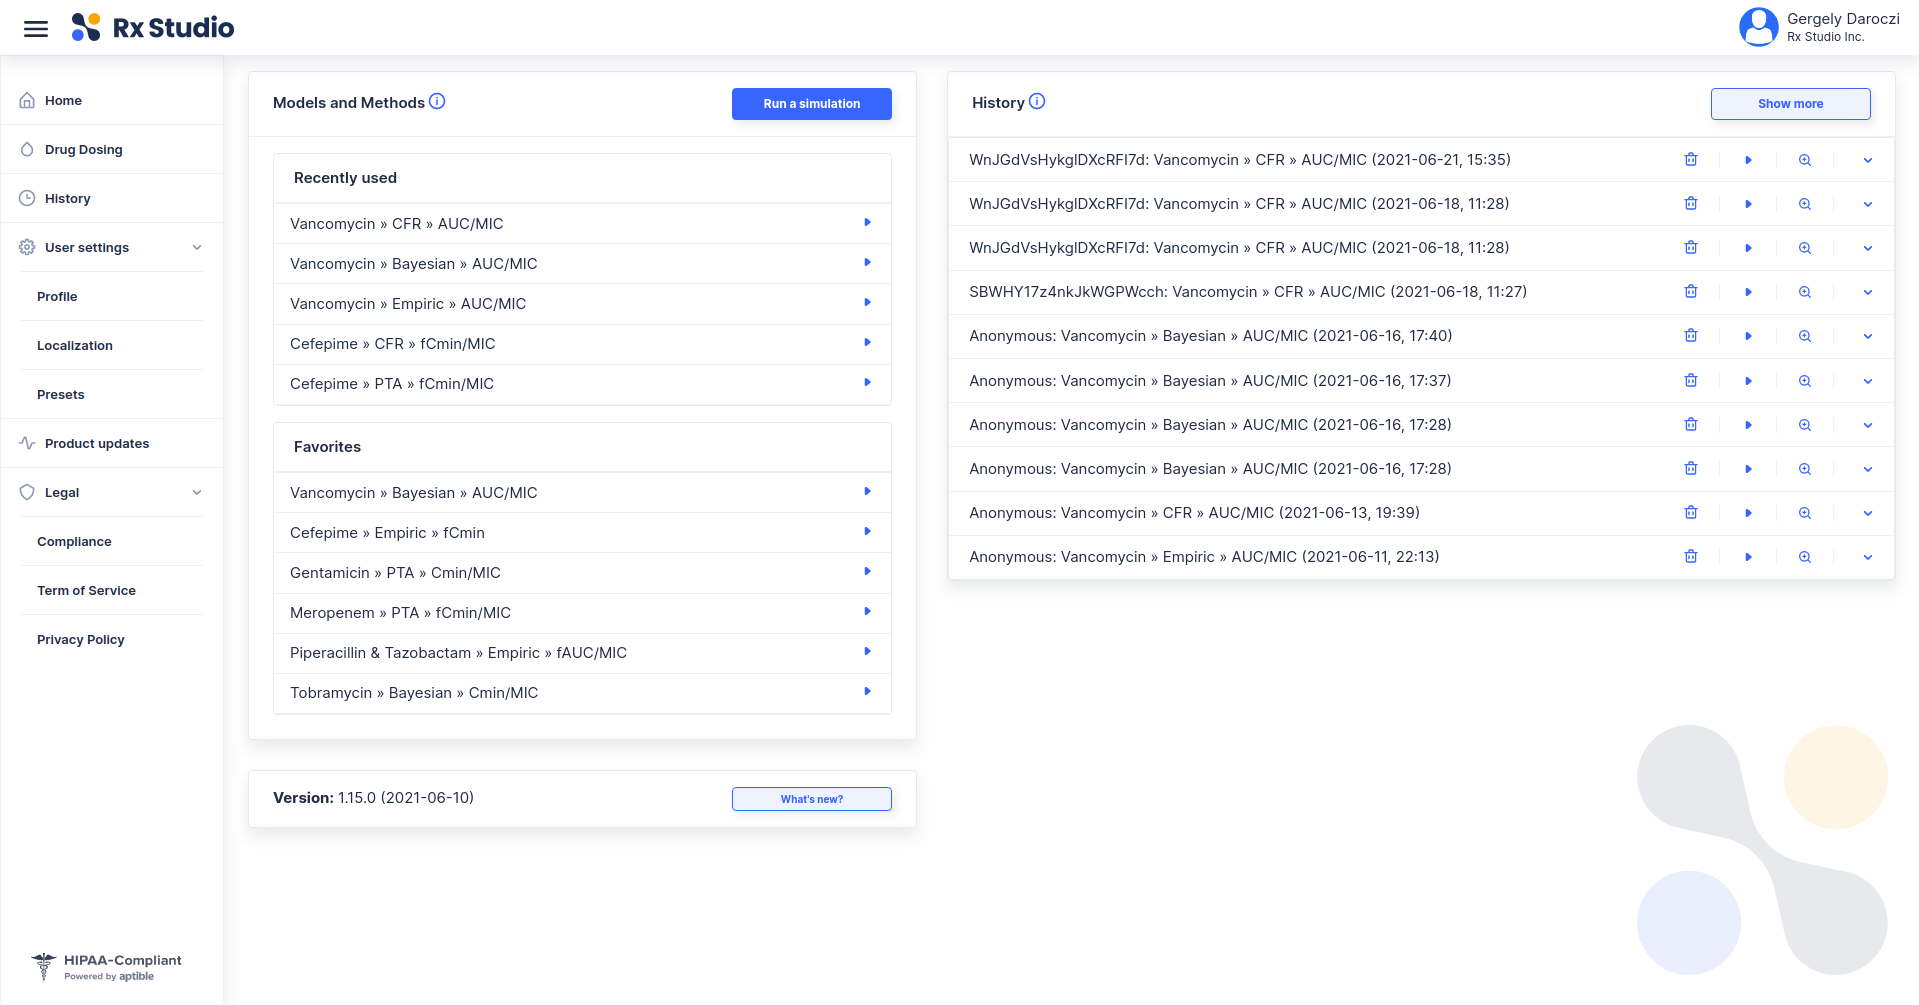 Rx Studio
Gergely Daroczi
Rx Studio Inc.
Home
Drug Dosing
History
User settings
Profile
Localization
Presets
Product updates
Legal
Compliance
Term of Service
Privacy Policy
HIPAA-Compliant
Powered by aptible
Models and Methods
Run a simulation
Recently used
Vancomycin » CFR » AUC/MIC
Vancomycin » Bayesian » AUC/MIC
Vancomycin » Empiric » AUC/MIC
Cefepime » CFR » fCmin/MIC
Cefepime » PTA » fCmin/MIC
Favorites
Vancomycin » Bayesian » AUC/MIC
Cefepime » Empiric » fCmin
Gentamicin » PTA » Cmin/MIC
Meropenem » PTA » fCmin/MIC
Piperacillin & Tazobactam » Empiric » fAUC/MIC
Tobramycin » Bayesian » Cmin/MIC
Version: 1.15.0 (2021-06-10)
What's new?
History
Show more
WnJGdVsHykglDXcRFI7d: Vancomycin » CFR » AUC/MIC (2021-06-21, 15:35)
WnJGdVsHykglDXcRFI7d: Vancomycin » CFR » AUC/MIC (2021-06-18, 11:28)
WnJGdVsHykglDXcRFI7d: Vancomycin » CFR » AUC/MIC (2021-06-18, 11:28)
SBWHY17z4nkJkWGPWcch: Vancomycin » CFR » AUC/MIC (2021-06-18, 11:27)
Anonymous: Vancomycin » Bayesian » AUC/MIC (2021-06-16, 17:40)
Anonymous: Vancomycin » Bayesian » AUC/MIC (2021-06-16, 17:37)
Anonymous: Vancomycin » Bayesian » AUC/MIC (2021-06-16, 17:28)
Anonymous: Vancomycin » Bayesian » AUC/MIC (2021-06-16, 17:28)
Anonymous: Vancomycin » CFR » AUC/MIC (2021-06-13, 19:39)
Anonymous: Vancomycin » Empiric » AUC/MIC (2021-06-11, 22:13)